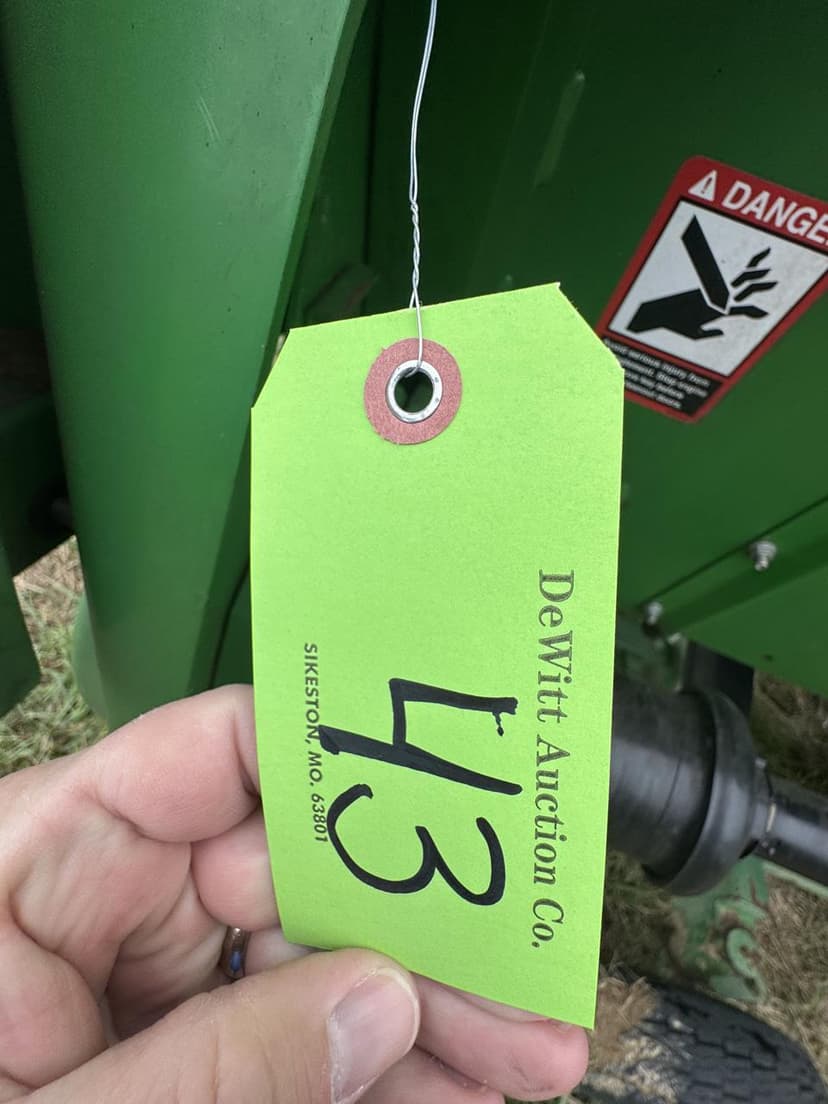 DeWitt Auction Co.
43
SIKESTON, MO. 63801
DANGE